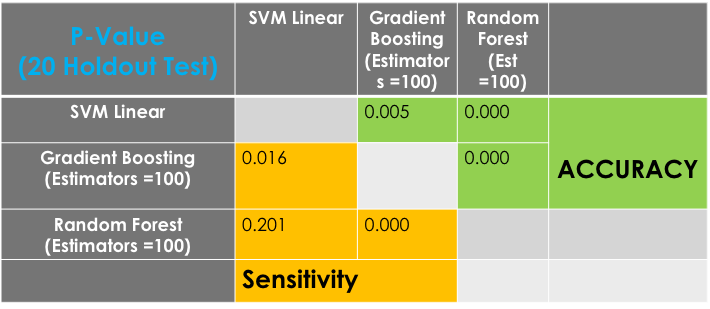 P-Value
(20 Holdout Test)
SVM Linear
Gradient
Boosting
(Estimator
s =100)
Random
Forest
(Est
=100)
SVM Linear
0.005
0.000
Gradient Boosting
(Estimators =100)
0.016
0.000
ACCURACY
Random Forest
(Estimators =100)
0.201
0.000
Sensitivity